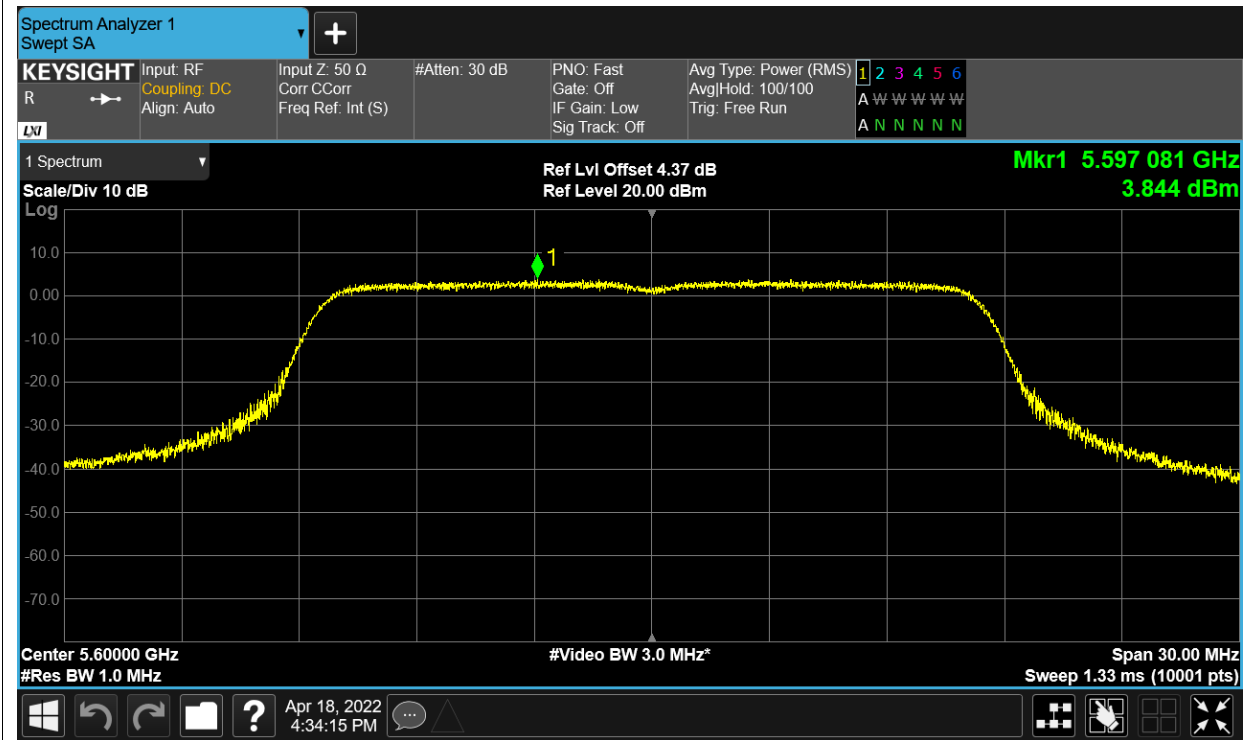 Spectrum Analyzer 1
Swept SA
KEYSIGHT
R
LXI
Input: RF
Coupling: DC
Align: Auto
Input Z: 50 Ω
Corr CCorr
Freq Ref: Int (S)
#Atten: 30 dB
PNO: Fast
Gate: Off
IF Gain: Low
Sig Track: Off
Avg Type: Power (RMS)
Avg|Hold: 100/100
Trig: Free Run
1 2 3 4 5 6
A W W W W W
A N N N N N
1 Spectrum
Scale/Div 10 dB
Log
Ref Lvl Offset 4.37 dB
Ref Level 20.00 dBm
Mkr1 5.597 081 GHz
3.844 dBm
1
10.0
0.00
-10.0
-20.0
-30.0
-40.0
-50.0
-60.0
-70.0
Center 5.60000 GHz
#Res BW 1.0 MHz
#Video BW 3.0 MHz*
Span 30.00 MHz
Sweep 1.33 ms (10001 pts)
?
Apr 18, 2022
4:34:15 PM